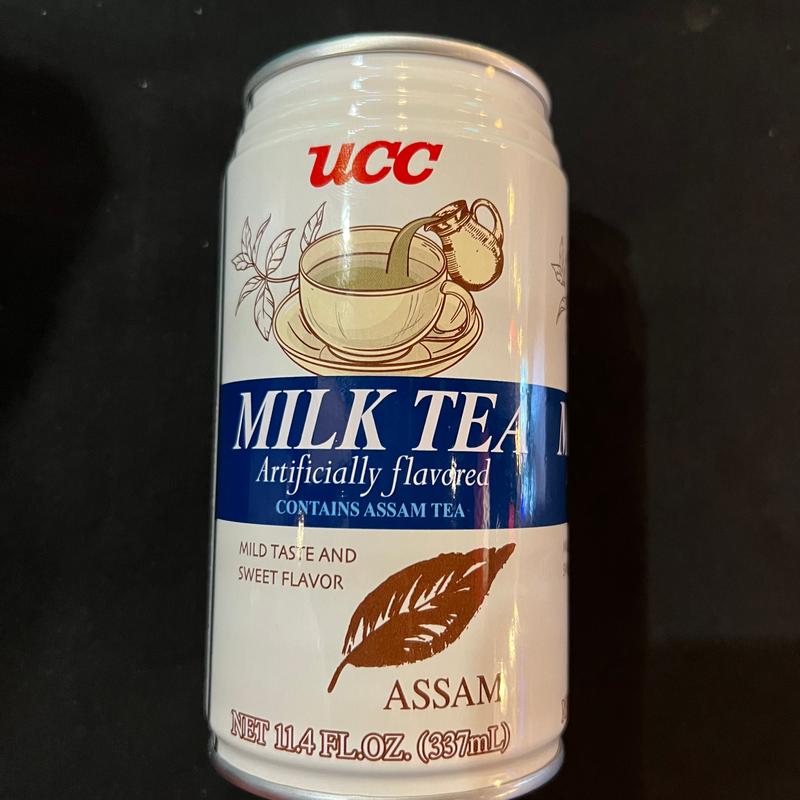 ucc
MILK TEA
Artificially flavored
CONTAINS ASSAM TEA
MILD TASTE AND
SWEET FLAVOR
ASSAM
NET 11.4 FL.OZ. (337mL)